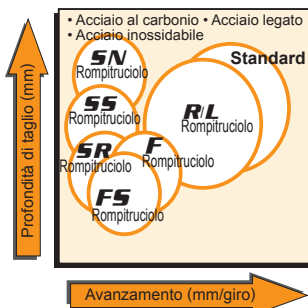 • Acciaio al carbonio • Acciaio legato
• Acciaio inossidabile
Standard
SN
Rompitruciolo
SS
Rompitruciolo
R/L
Rompitruciolo
SR
Rompitruciolo
F
Rompitruciolo
FS
Rompitruciolo
Profondità di taglio (mm)
Avanzamento (mm/giro)